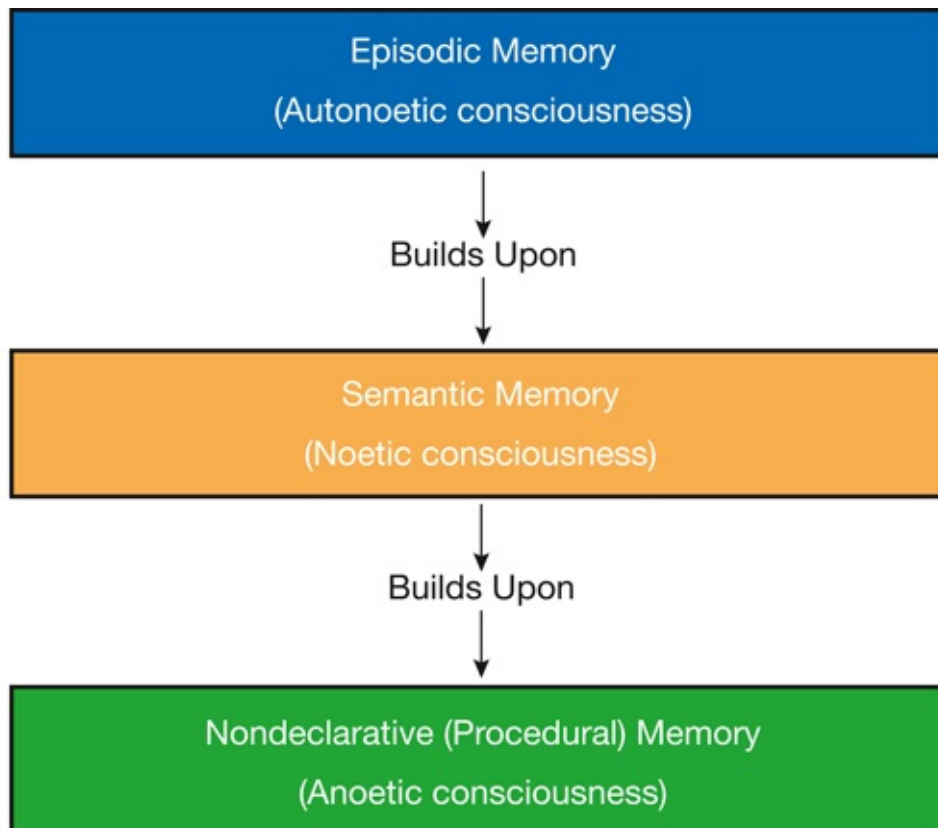 Episodic Memory
(Autonoetic consciousness)
Builds Upon
Semantic Memory
(Noetic consciousness)
Builds Upon
Nondeclarative (Procedural) Memory
(Anoetic consciousness)